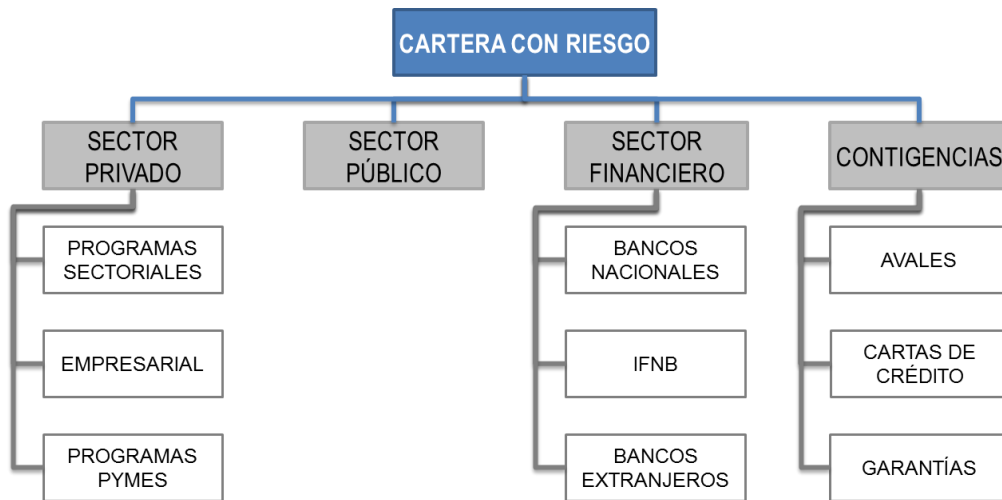 CARTERA CON RIESGO
SECTOR
PRIVADO
SECTOR
PÚBLICO
SECTOR
FINANCIERO
CONTIGENCIAS
PROGRAMAS
SECTORIALES
BANCOS
NACIONALES
AVALES
EMPRESARIAL
IFNB
CARTAS DE
CRÉDITO
PROGRAMAS
PYMES
BANCOS
EXTRANJEROS
GARANTÍAS